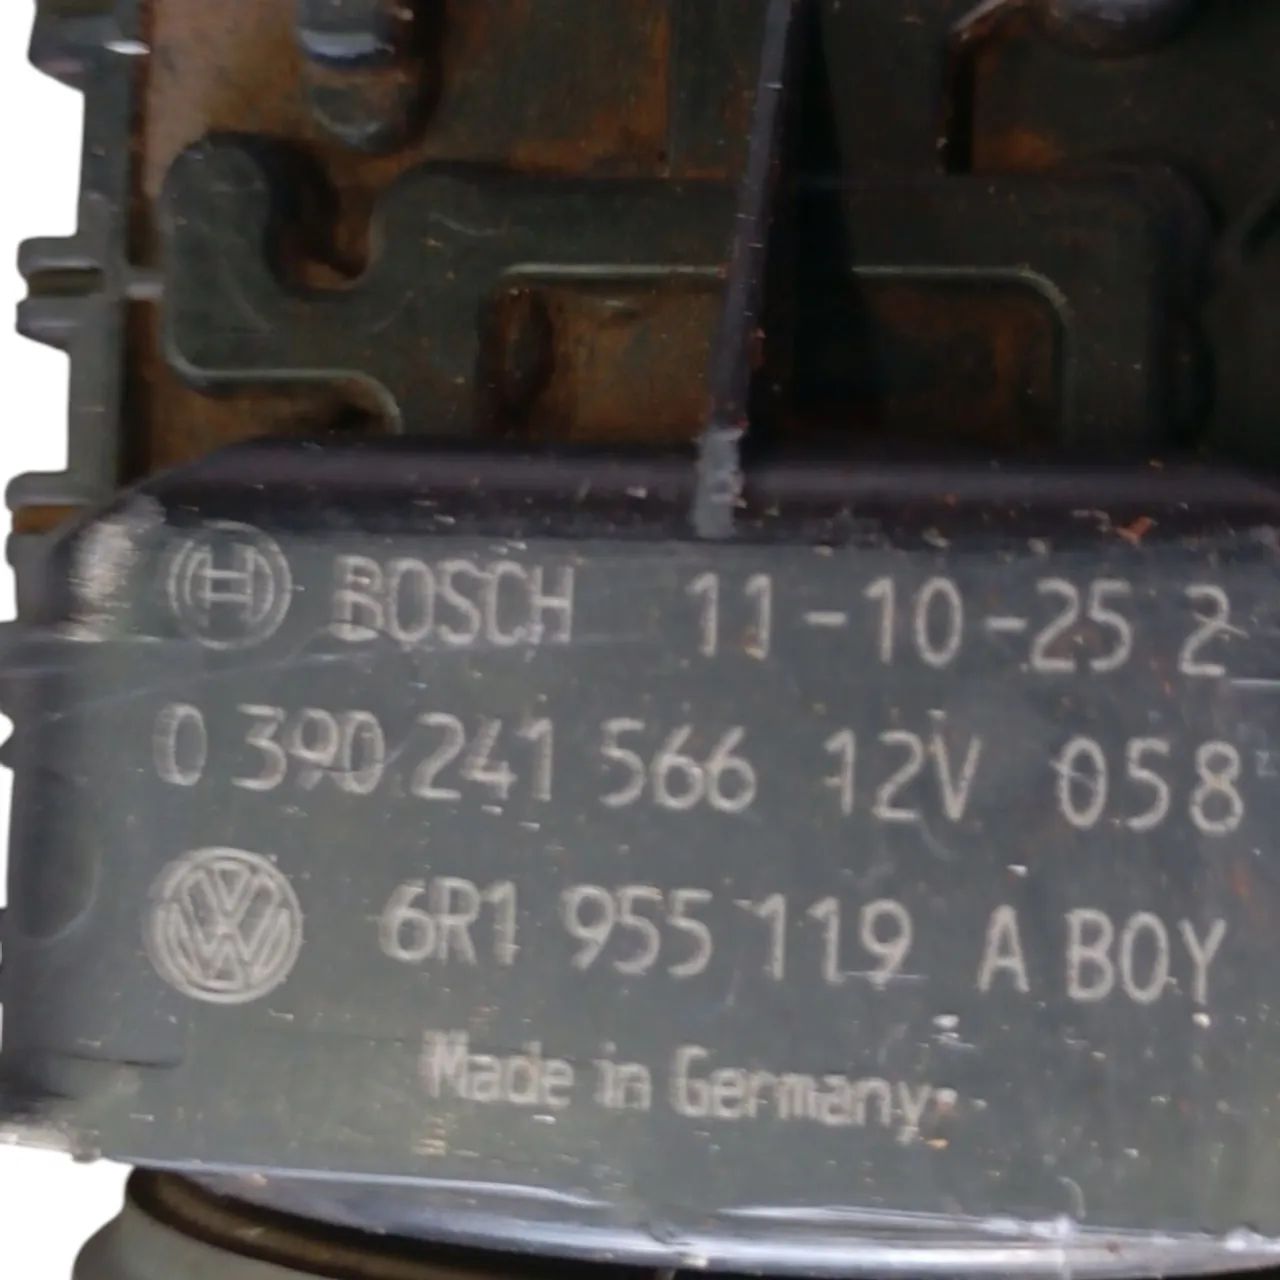 BOSCH 11-10-25 2
0 390 241 566 12V 058
6R1 955 119 A BOY
Made in Germany